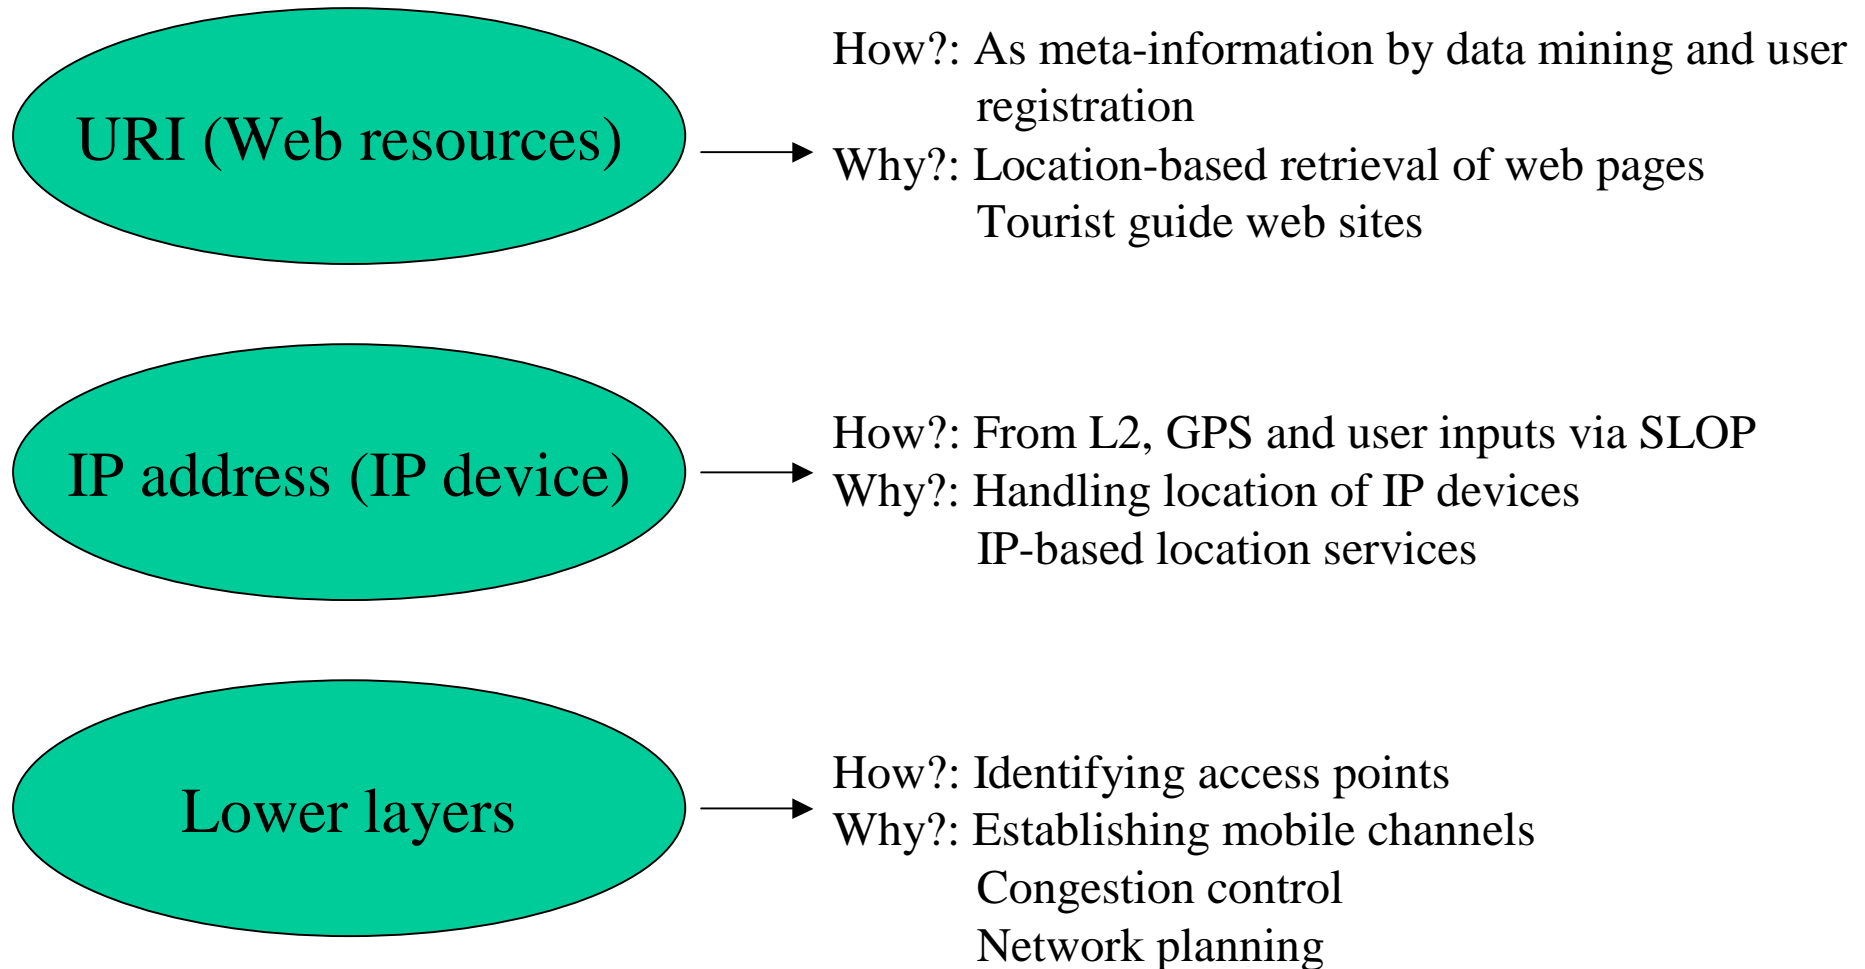 URI (Web resources)
How?: As meta-information by data mining and user
registration
Why?: Location-based retrieval of web pages
Tourist guide web sites
IP address (IP device)
How?: From L2, GPS and user inputs via SLOP
Why?: Handling location of IP devices
IP-based location services
Lower layers
How?: Identifying access points
Why?: Establishing mobile channels
Congestion control
Network planning